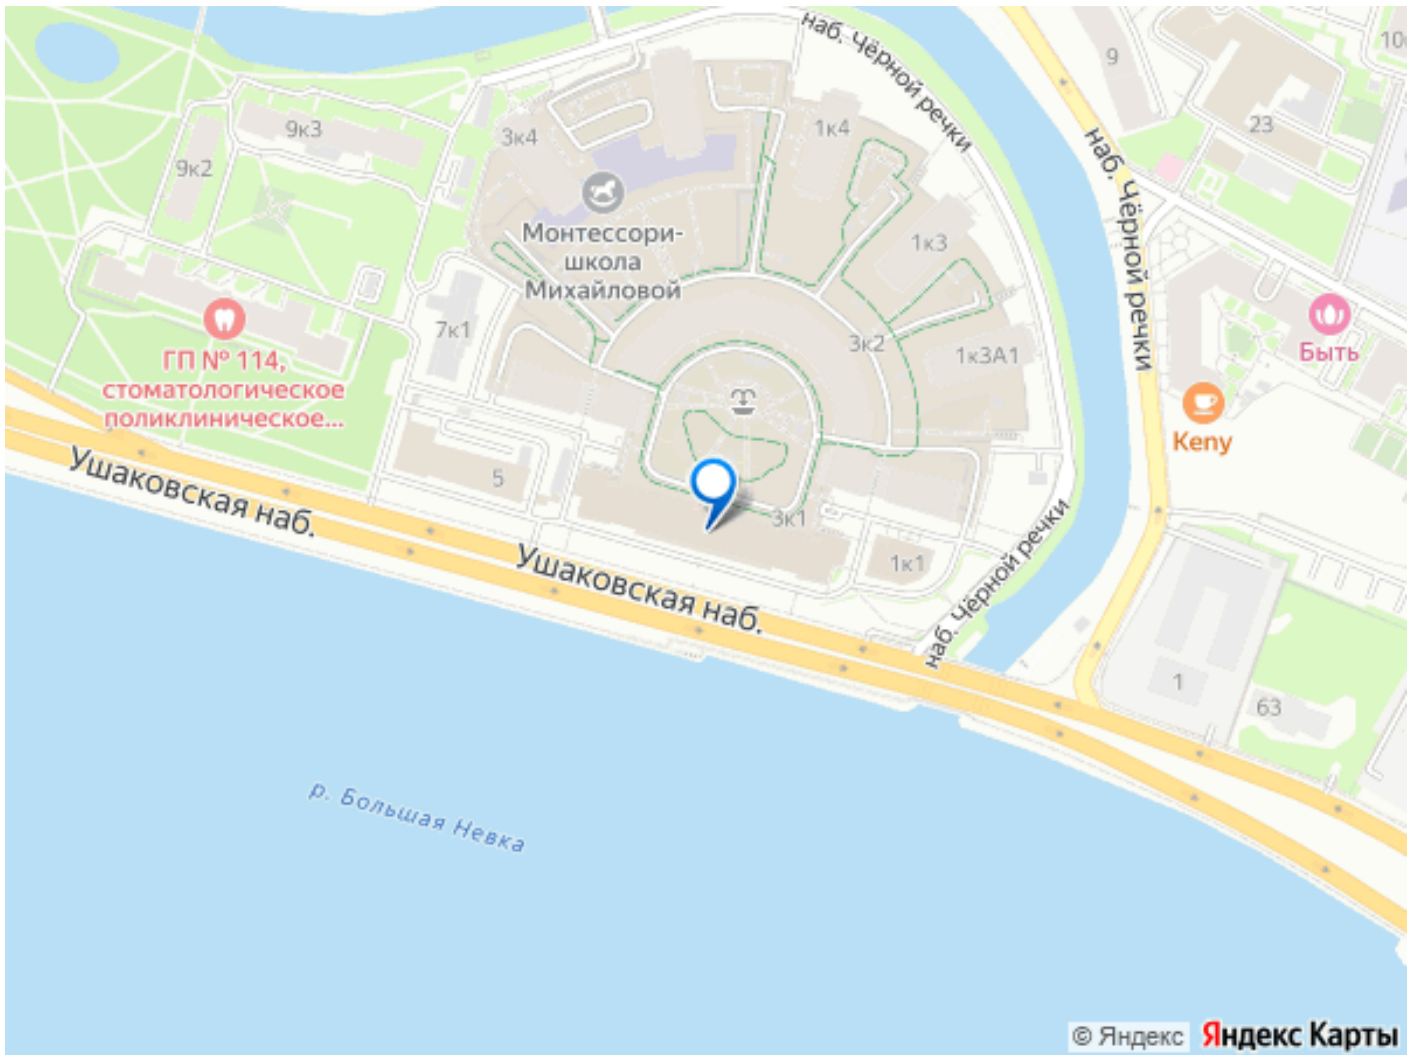 наб. Чёрной речки
9
10к
9к3
3к4
1к4
23
9к2
наб. Чёрной речки
Монтессори-
школа
Михайловой
1к3
7к1
3к2
1к3А1
Быть
ГП № 114,
стоматологическое
поликлиническое...
Keny
Ушаковская наб.
5
3к1
1к1
наб. Чёрной речки
Ушаковская наб.
1
63
р. Большая Невка
© Яндекс Яндекс Карты